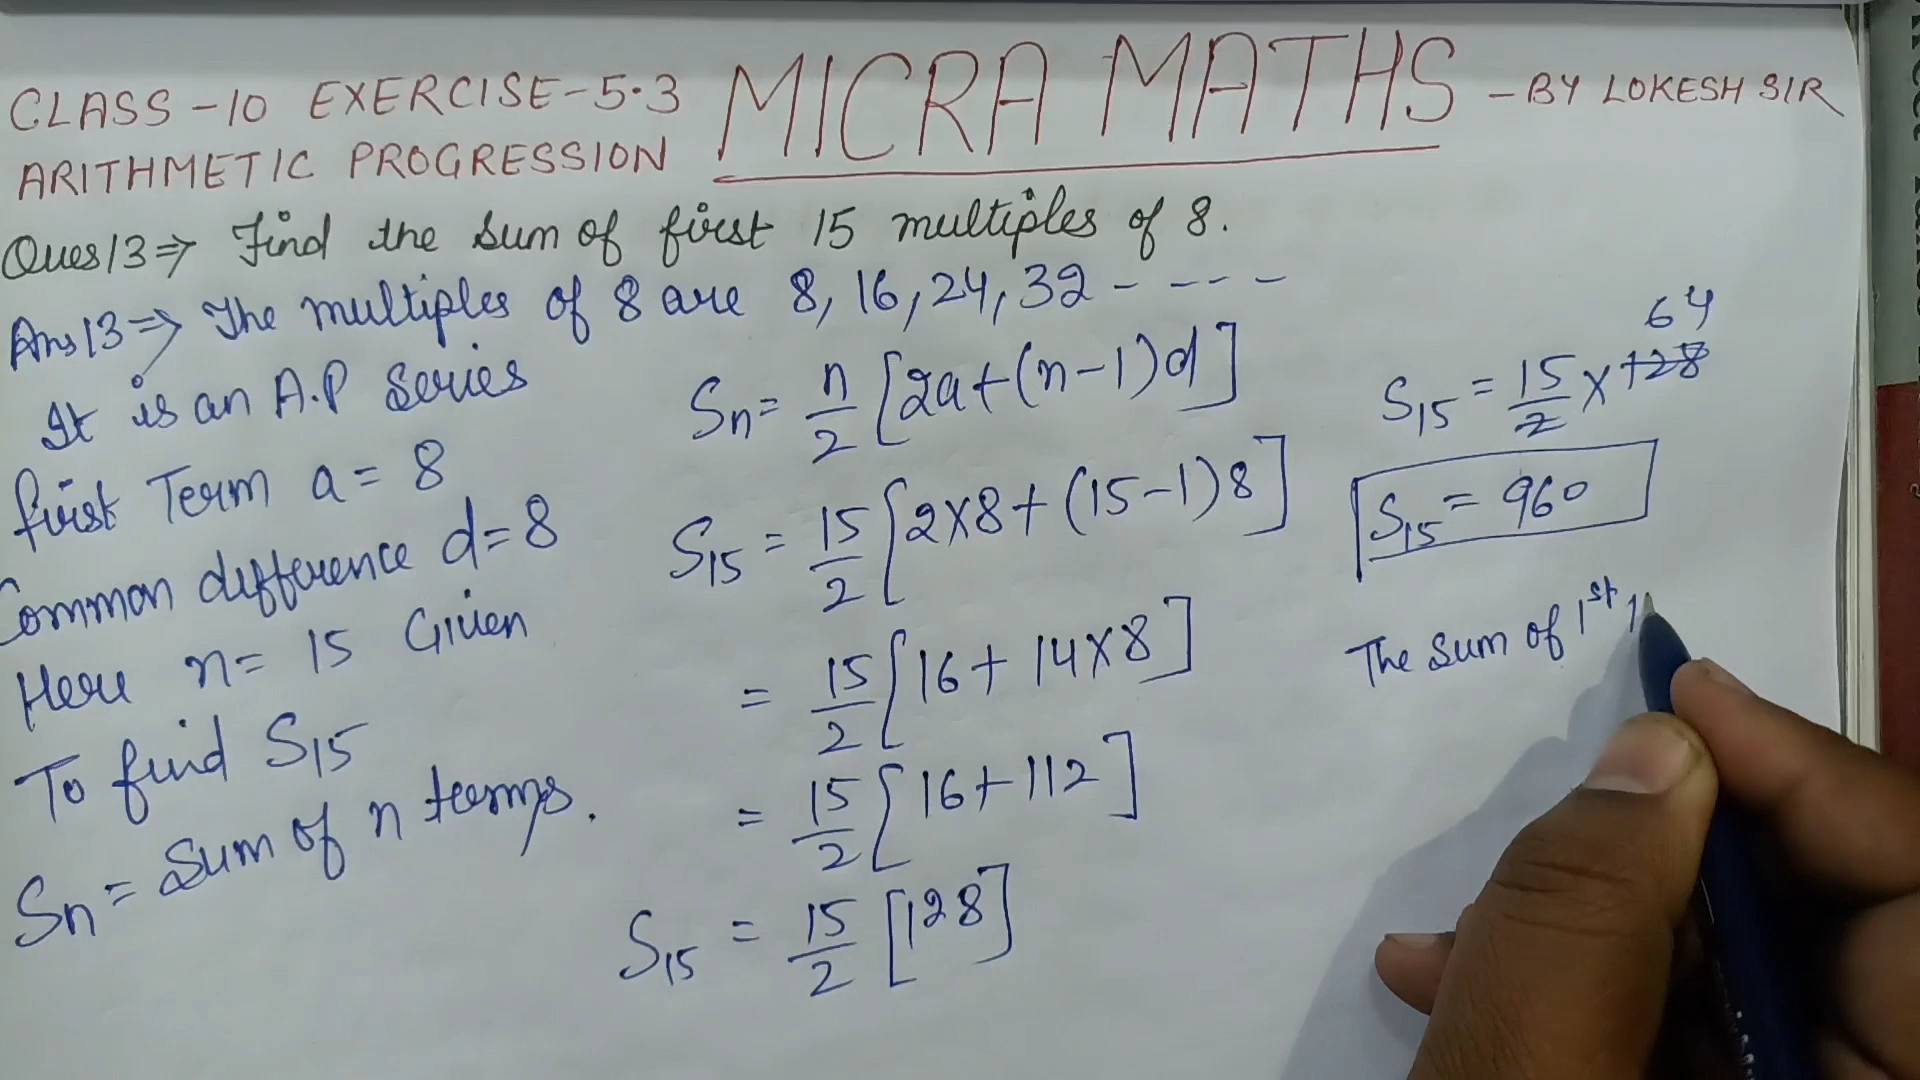 CLASS-10 EXERCISE-5.3
ARITHMETIC PROGRESSION
MICRA MATHS
-BY LOKESH SIR
Ques13⇒ Find the sum of first 15 multiples of 8.
Ans13⇒ The multiples of 8 are 8, 16, 24, 32 - - - -
It is an A.P Series
first Term a = 8
Common difference d=8
Here n= 15 Given
To find S15
Sn = Sum of n terms.
Sn= n/2 [2a+(n-1)d]
S15 = 15/2 [2×8+(15-1)8]
= 15/2 [16+ 14×8]
= 15/2 [16+112]
S15 = 15/2 [128]
64
S15 = 15/2 × 128
S15 = 960
The Sum of 1st 1